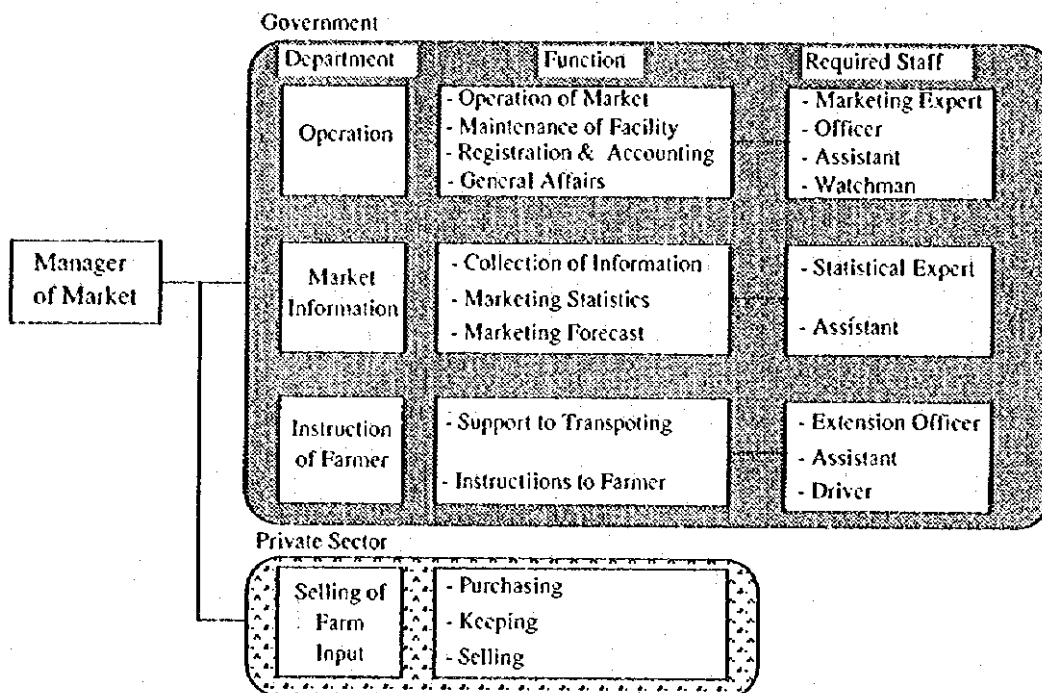 Government
Department
Function
Required Staff
Operation
- Operation of Market
- Maintenance of Facility
- Registration & Accounting
- General Affairs
- Marketing Expert
- Officer
- Assistant
- Watchman
Manager
of Market
Market
Information
- Collection of Information
- Marketing Statistics
- Marketing Forecast
- Statistical Expert
- Assistant
Instruction
of Farmer
- Support to Transpoting
- Instructiions to Farmer
- Extension Officer
- Assistant
- Driver
Private Sector
Selling of
Farm
Input
- Purchasing
- Keeping
- Selling